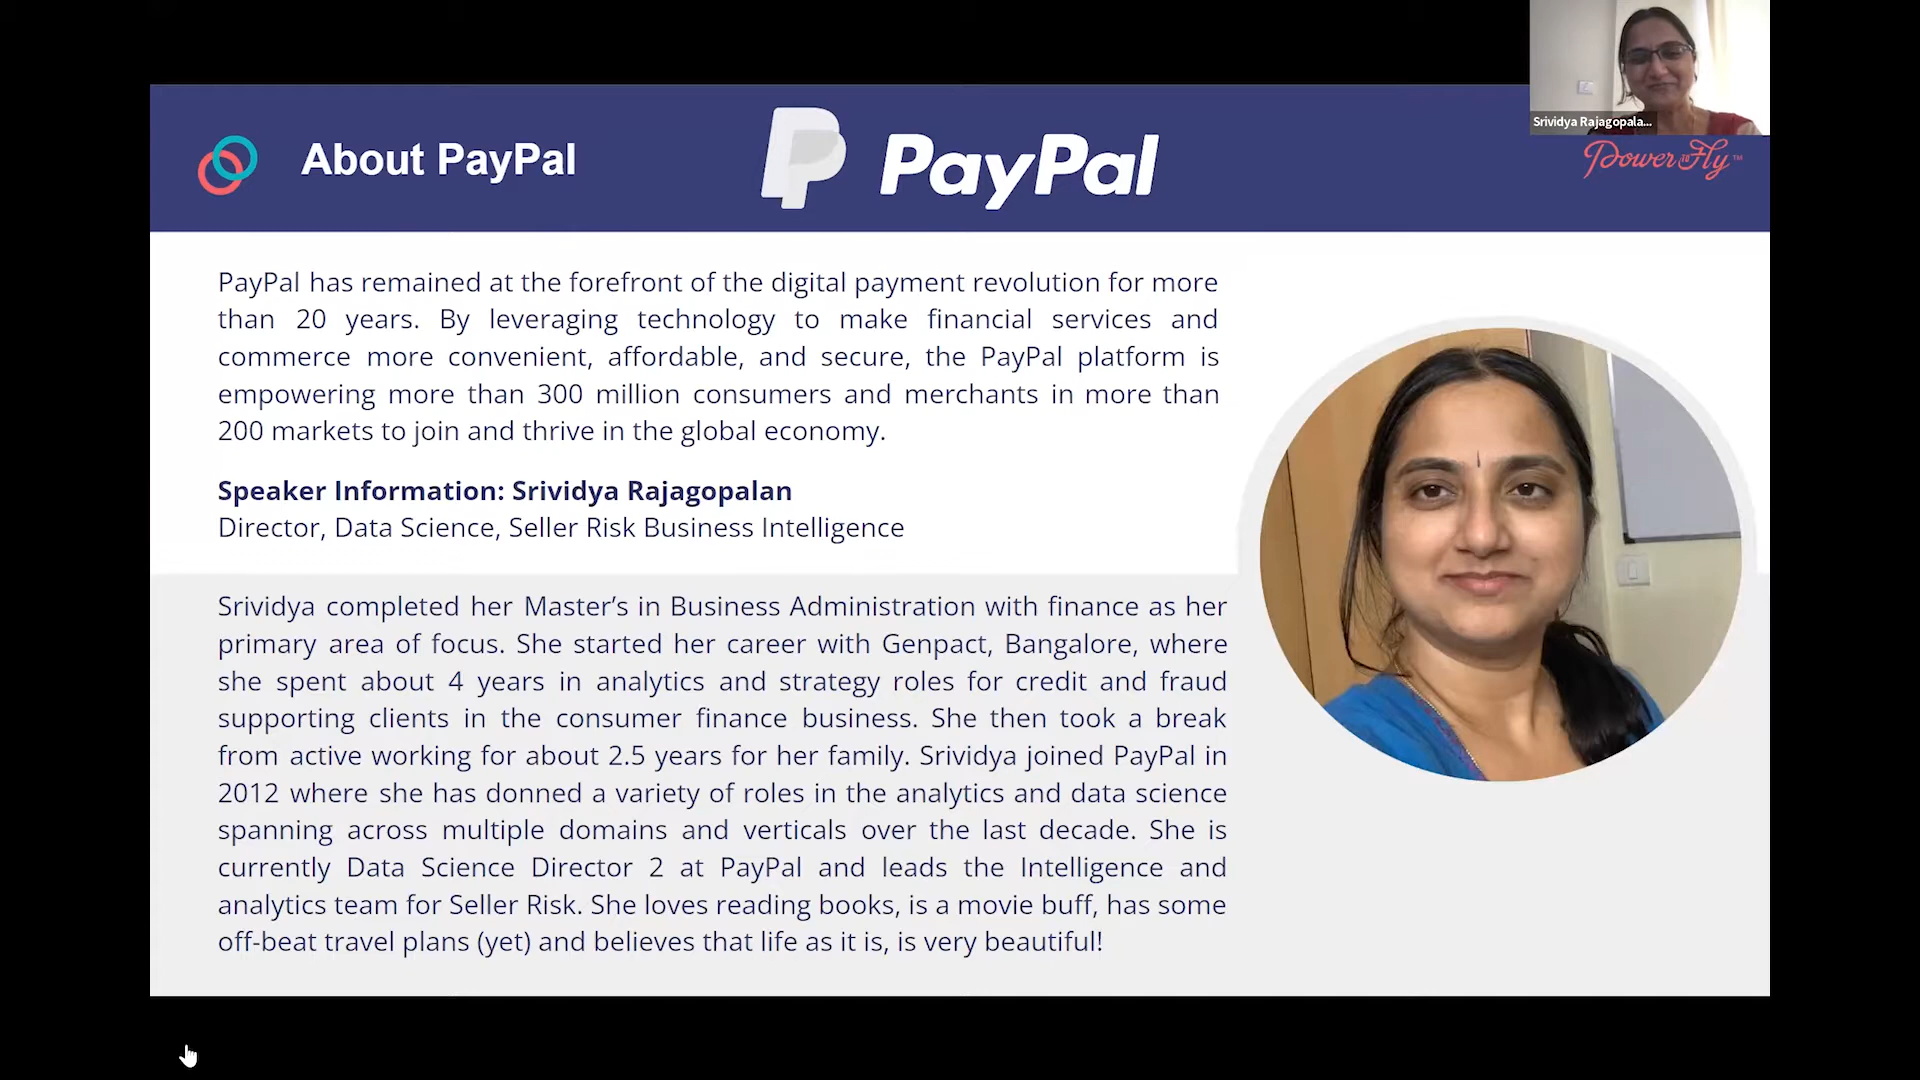 Srividya Rajagopala...
About PayPal
PayPal
PowerToFly™
PayPal has remained at the forefront of the digital payment revolution for more
than 20 years. By leveraging technology to make financial services and
commerce more convenient, affordable, and secure, the PayPal platform is
empowering more than 300 million consumers and merchants in more than
200 markets to join and thrive in the global economy.
Speaker Information: Srividya Rajagopalan
Director, Data Science, Seller Risk Business Intelligence
Srividya completed her Master’s in Business Administration with finance as her
primary area of focus. She started her career with Genpact, Bangalore, where
she spent about 4 years in analytics and strategy roles for credit and fraud
supporting clients in the consumer finance business. She then took a break
from active working for about 2.5 years for her family. Srividya joined PayPal in
2012 where she has donned a variety of roles in the analytics and data science
spanning across multiple domains and verticals over the last decade. She is
currently Data Science Director 2 at PayPal and leads the Intelligence and
analytics team for Seller Risk. She loves reading books, is a movie buff, has some
off-beat travel plans (yet) and believes that life as it is, is very beautiful!